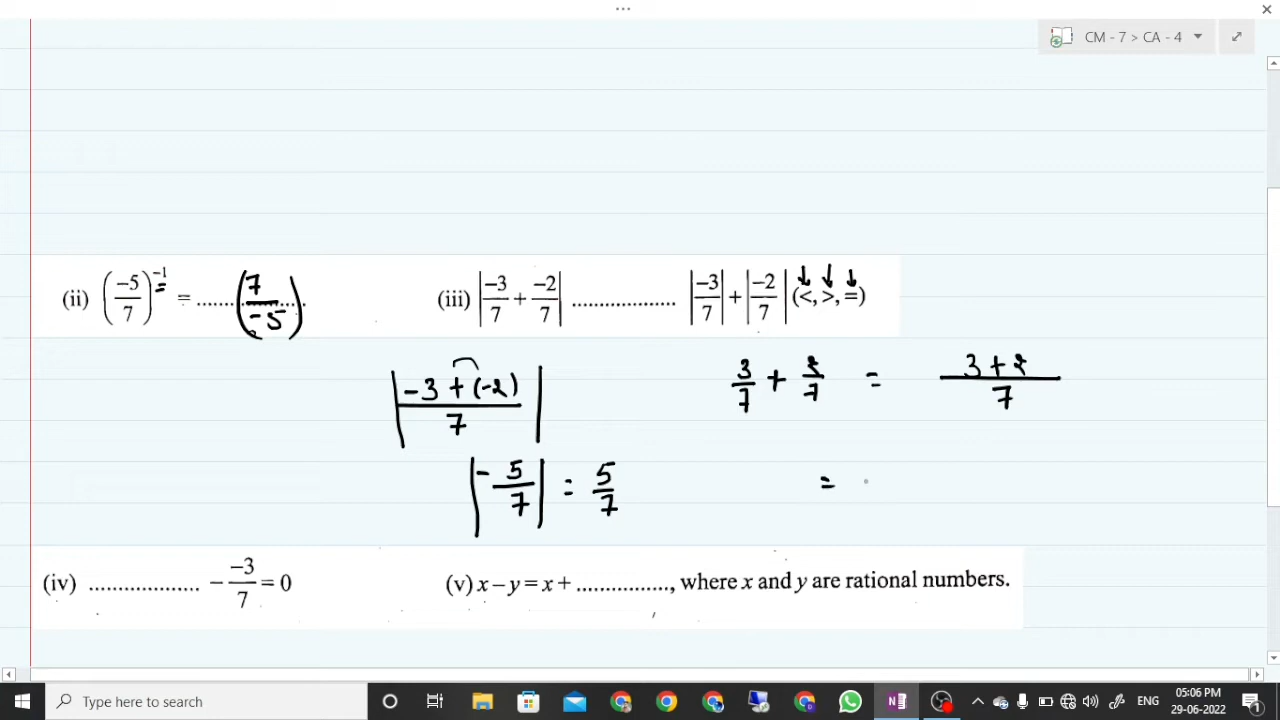 CM - 7 > CA - 4
(ii) (-5/7)^-1 = ....... (7/-5)
(iii) |-3/7 + -2/7| ................... |-3/7| + |-2/7| (<, >, =)
|-3 + (-2)/7|
3/7 + 2/7 = 3+2/7
|-5/7| = 5/7
=
(iv) ................... - -3/7 = 0
(v) x – y = x + ................, where x and y are rational numbers.
Type here to search
ENG
05:06 PM
29-06-2022